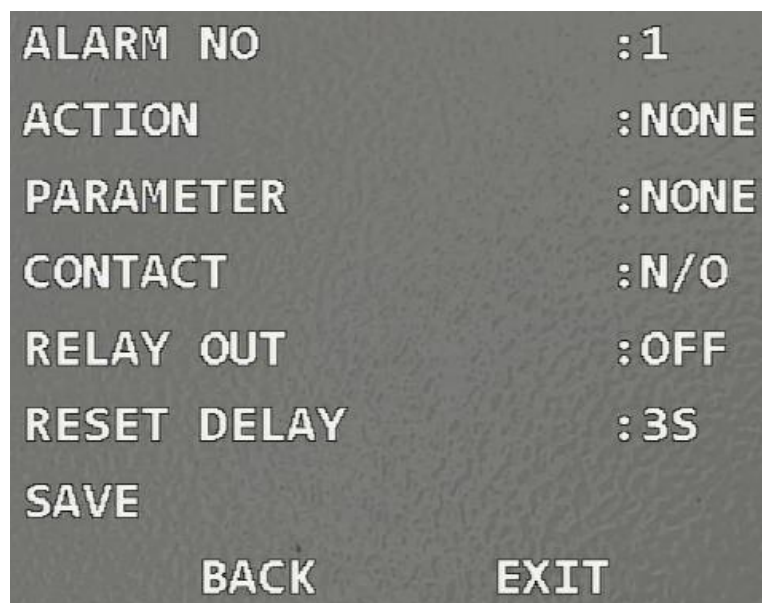 ALARM NO :1
ACTION :NONE
PARAMETER :NONE
CONTACT :N/O
RELAY OUT :OFF
RESET DELAY :3S
SAVE
BACK EXIT